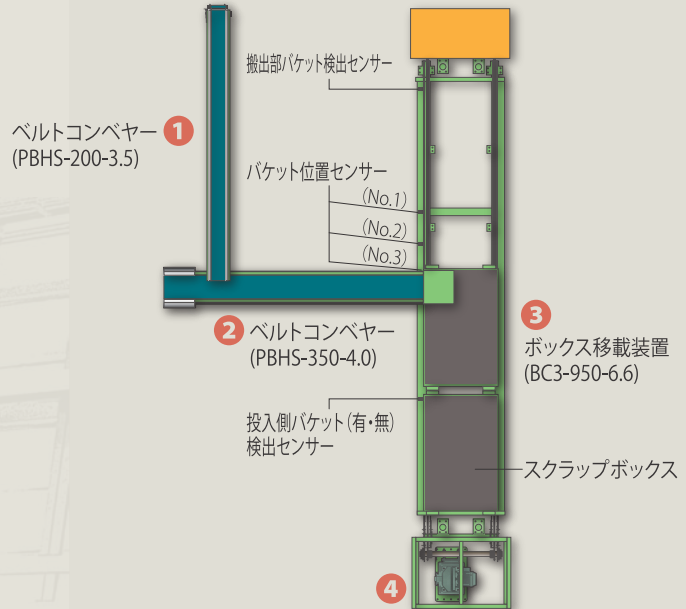 搬出部バケット検出センサー
ベルトコンベヤー 1
(PBHS-200-3.5)
バケット位置センサー
(No.1)
(No.2)
(No.3)
2 ベルトコンベヤー
(PBHS-350-4.0)
3
ボックス移載装置
(BC3-950-6.6)
投入側バケット(有・無)
検出センサー
スクラップボックス
4